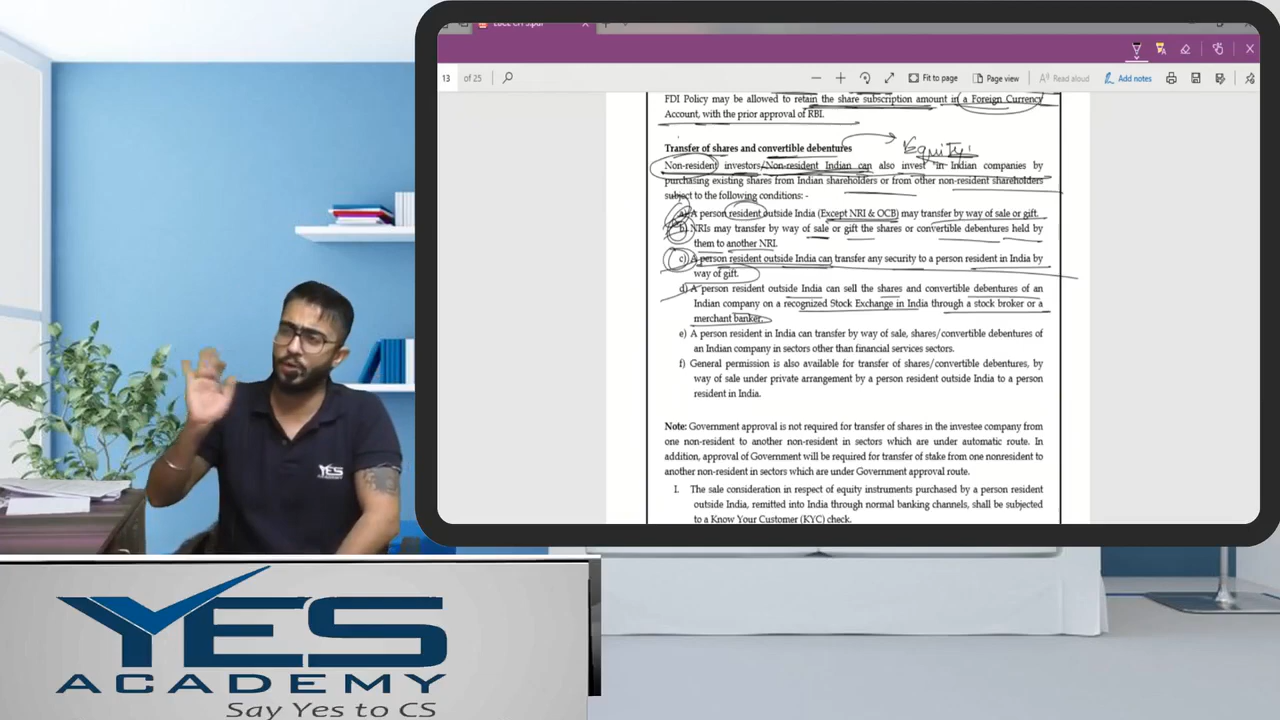 13 of 25
Fit to page
Page view
Read aloud
Add notes
FDI Policy may be allowed to retain the share subscription amount in a Foreign Currency
Account, with the prior approval of RBI.
Transfer of shares and convertible debentures
Equity
Non-resident investors/Non-resident Indian can also invest in Indian companies by
purchasing existing shares from Indian shareholders or from other non-resident shareholders
subject to the following conditions: -
a) A person resident outside India (Except NRI & OCB) may transfer by way of sale or gift.
b) NRIs may transfer by way of sale or gift the shares or convertible debentures held by
them to another NRI.
c) A person resident outside India can transfer any security to a person resident in India by
way of gift.
d) A person resident outside India can sell the shares and convertible debentures of an
Indian company on a recognized Stock Exchange in India through a stock broker or a
merchant banker.
e) A person resident in India can transfer by way of sale, shares/convertible debentures of
an Indian company in sectors other than financial services sectors.
f) General permission is also available for transfer of shares/convertible debentures, by
way of sale under private arrangement by a person resident outside India to a person
resident in India.
Note: Government approval is not required for transfer of shares in the investee company from
one non-resident to another non-resident in sectors which are under automatic route. In
addition, approval of Government will be required for transfer of stake from one nonresident to
another non-resident in sectors which are under Government approval route.
1. The sale consideration in respect of equity instruments purchased by a person resident
outside India, remitted into India through normal banking channels, shall be subjected
to a Know Your Customer (KYC) check.
YES
ACADEMY
YES
ACADEMY
Say Yes to CS